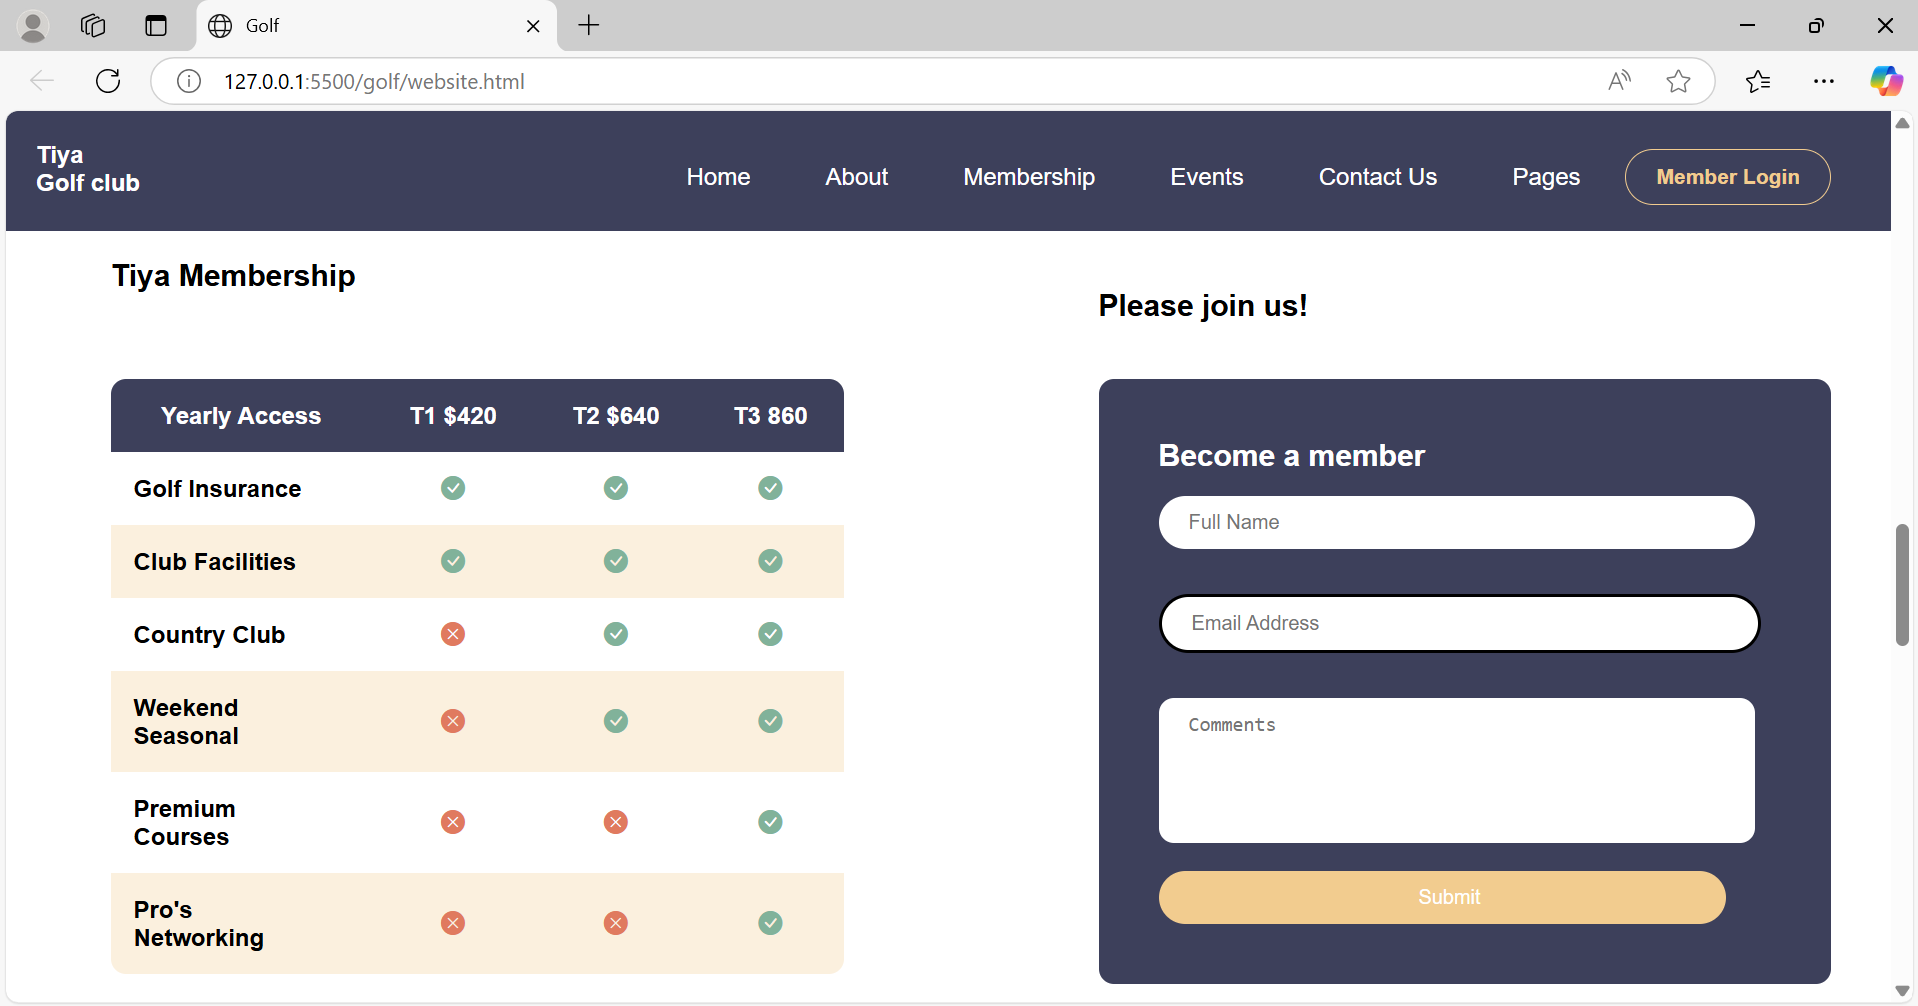 Golf
127.0.0.1:5500/golf/website.html
Tiya
Golf club
Home About Membership Events Contact Us Pages Member Login
Tiya Membership
Please join us!
Yearly Access T1 $420 T2 $640 T3 860
Golf Insurance
Club Facilities
Country Club
Weekend
Seasonal
Premium
Courses
Pro's
Networking
Become a member
Full Name
Email Address
Comments
Submit